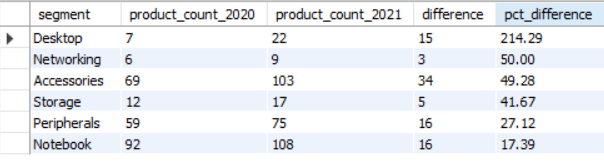 segment product_count_2020 product_count_2021 difference pct_difference
Desktop 7 22 15 214.29
Networking 6 9 3 50.00
Accessories 69 103 34 49.28
Storage 12 17 5 41.67
Peripherals 59 75 16 27.12
Notebook 92 108 16 17.39